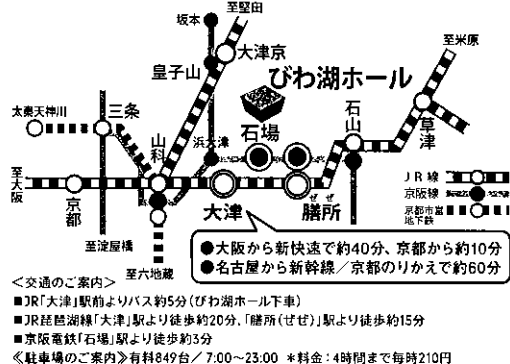 至堅田
坂本
大津京
至米原
皇子山
びわ湖ホール
太秦天神川
三条
山科
浜大津
石場
石山
草津
至大阪
JR線
京阪線
京都市営地下鉄
京都
大津
ぜぜ
膳所
至淀屋橋
至六地蔵
●大阪から新快速で約40分、京都から約10分
●名古屋から新幹線/京都のりかえで約60分
<交通のご案内>
■JR「大津」駅前よりバス約5分(びわ湖ホール下車)
■JR琵琶湖線「大津」駅より徒歩約20分、「膳所(ぜぜ)」駅より徒歩約15分
■京阪電鉄「石場」駅より徒歩約3分
≪駐車場のご案内≫有料849台/7:00〜23:00 *料金:4時間まで毎時210円